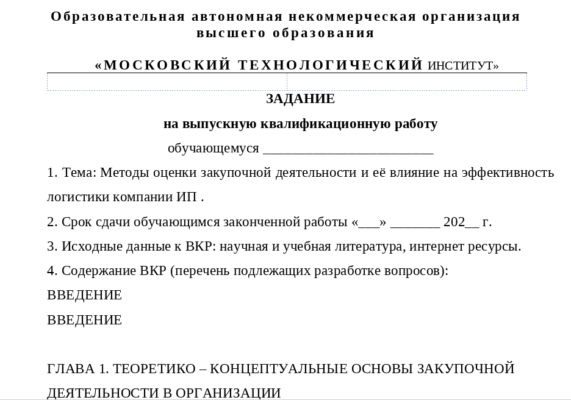 Образовательная автономная некоммерческая организация
высшего образования
«МОСКОВСКИЙ ТЕХНОЛОГИЧЕСКИЙ ИНСТИТУТ»
ЗАДАНИЕ
на выпускную квалификационную работу
обучающемуся ________________________
1. Тема: Методы оценки закупочной деятельности и её влияние на эффективность
логистики компании ИП .
2. Срок сдачи обучающимся законченной работы «___» _______ 202__ г.
3. Исходные данные к ВКР: научная и учебная литература, интернет ресурсы.
4. Содержание ВКР (перечень подлежащих разработке вопросов):
ВВЕДЕНИЕ
ВВЕДЕНИЕ
ГЛАВА 1. ТЕОРЕТИКО – КОНЦЕПТУАЛЬНЫЕ ОСНОВЫ ЗАКУПОЧНОЙ
ДЕЯТЕЛЬНОСТИ В ОРГАНИЗАЦИИ